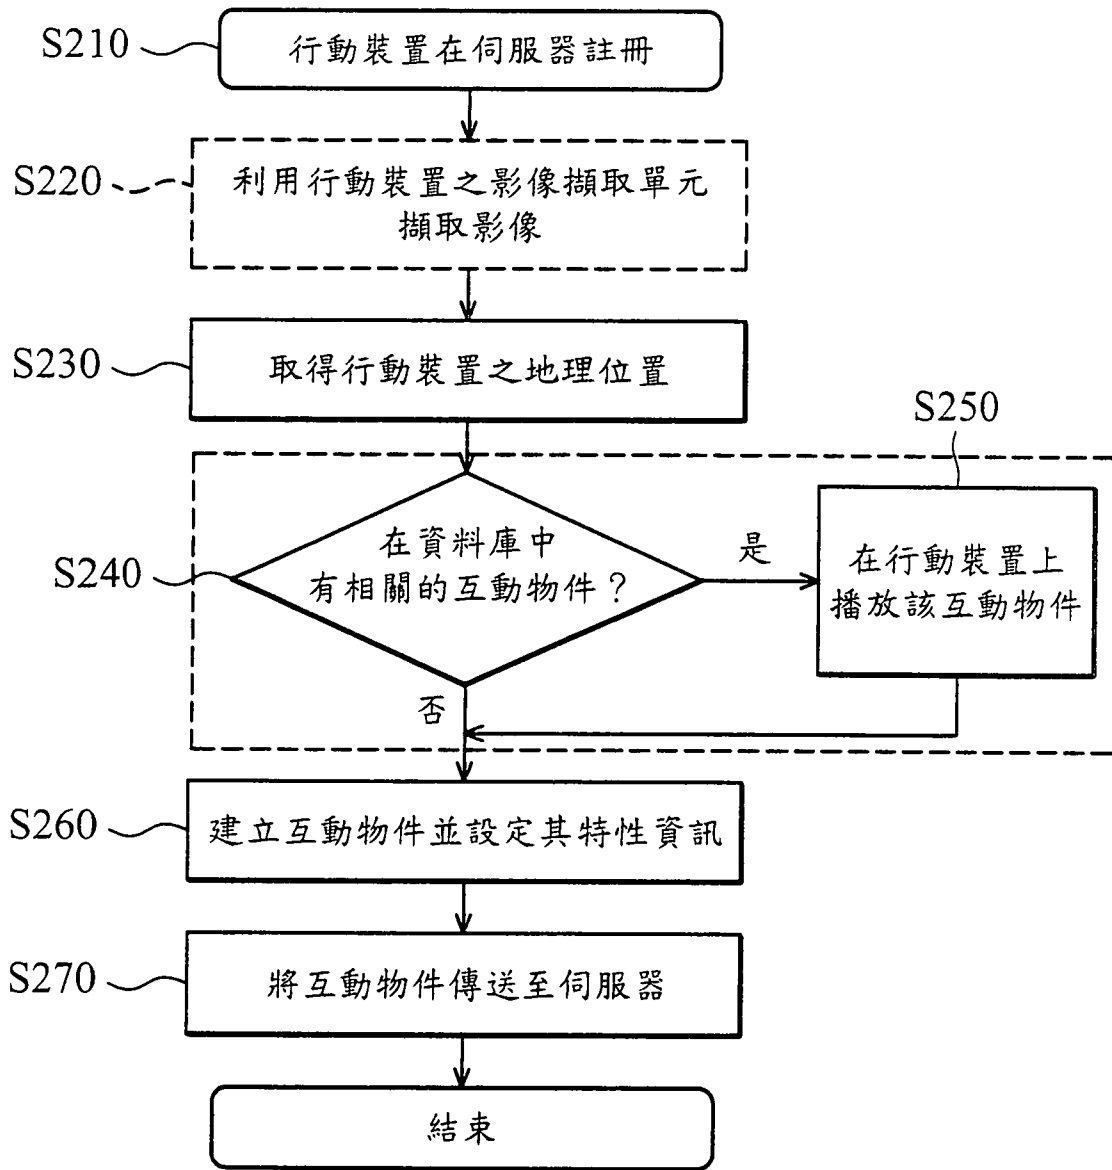 S210
行動裝置在伺服器註冊
S220
利用行動裝置之影像擷取單元
擷取影像
S230
取得行動裝置之地理位置
S250
S240
在資料庫中
有相關的互動物件？
是
在行動裝置上
播放該互動物件
否
S260
建立互動物件並設定其特性資訊
S270
將互動物件傳送至伺服器
結束